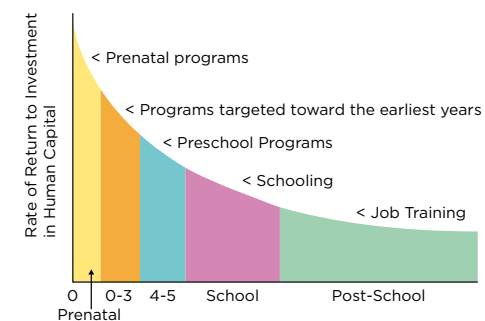 Rate of Return to Investment
in Human Capital
< Prenatal programs
< Programs targeted toward the earliest years
< Preschool Programs
< Schooling
< Job Training
0 0-3 4-5 School Post-School
Prenatal